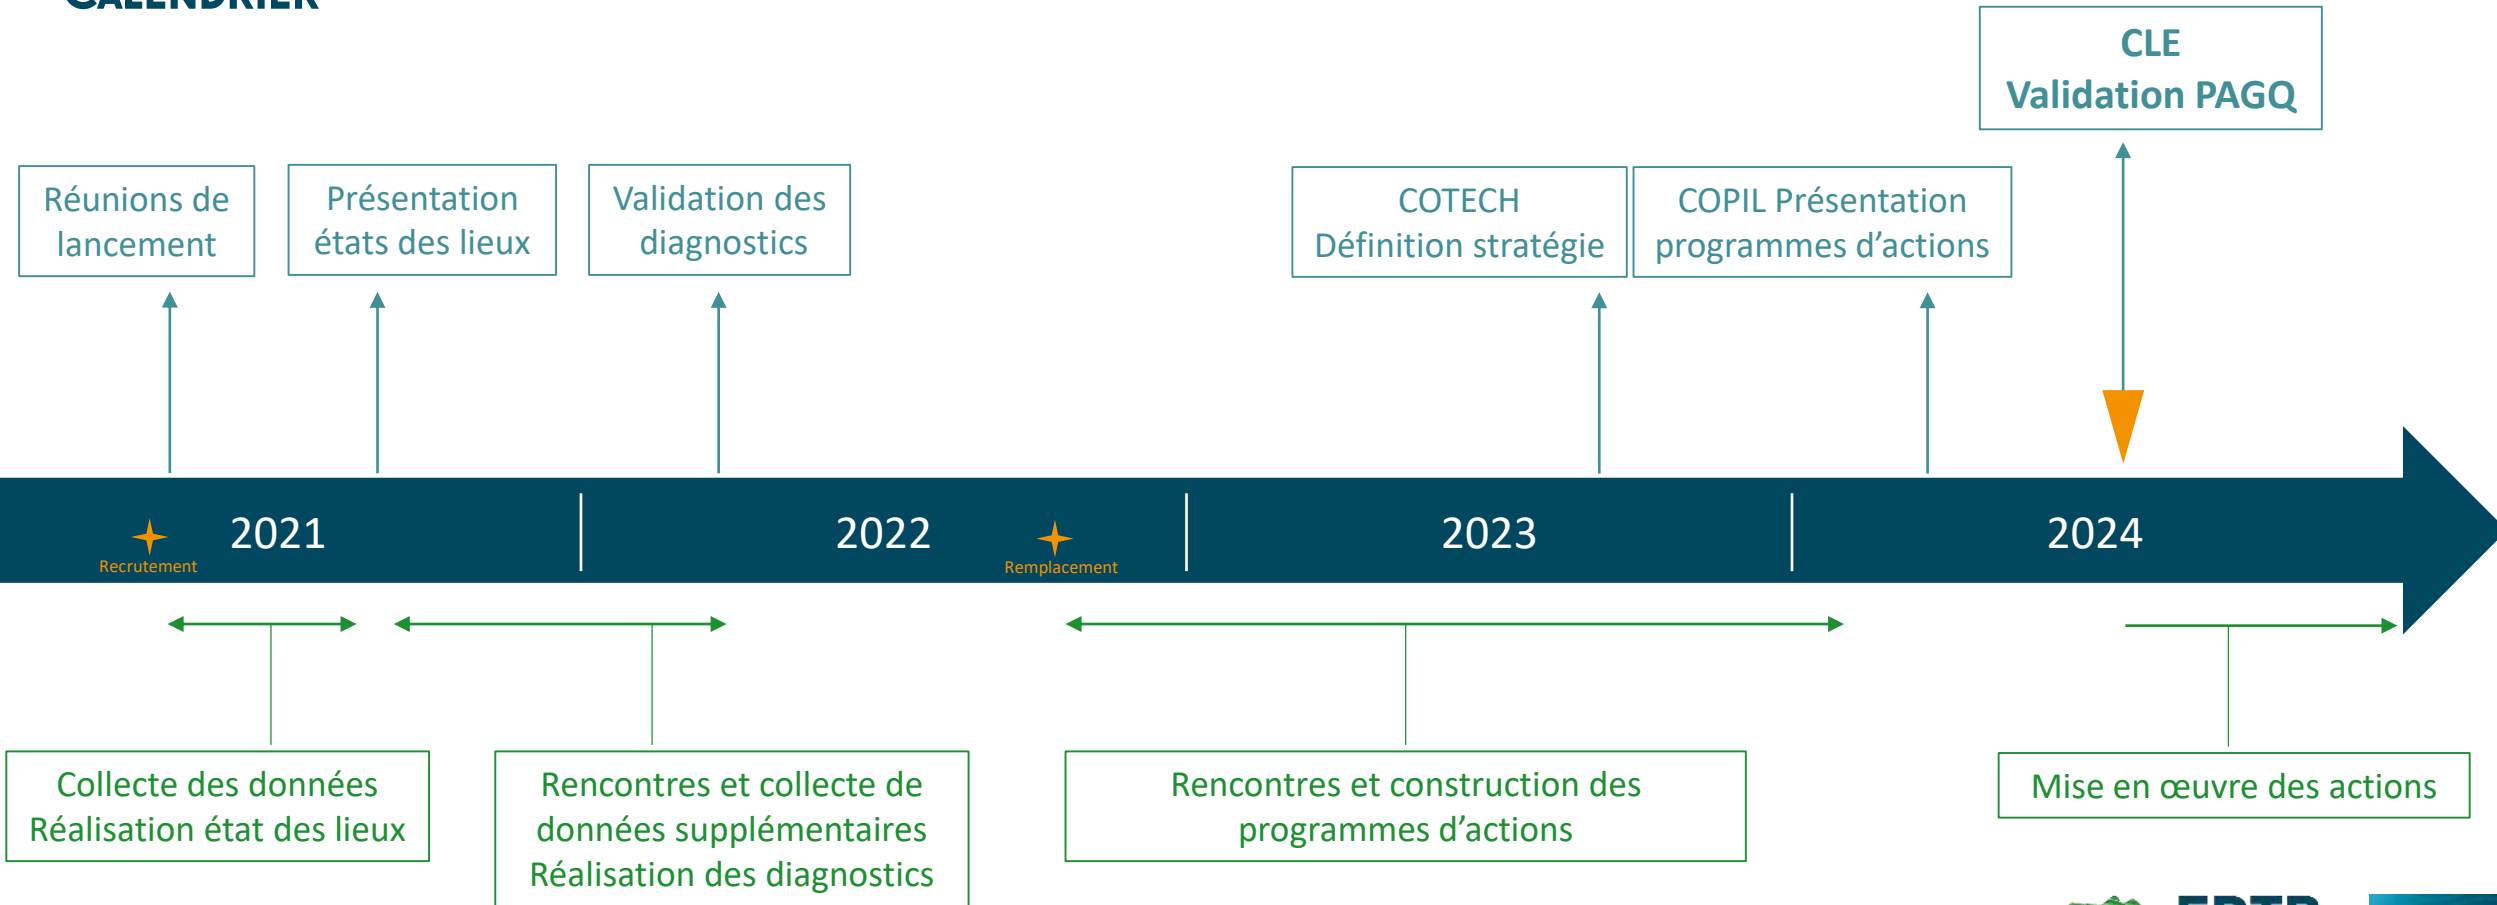 CALENDRIER
CLE
Validation PAGQ
Réunions de
lancement
Présentation
états des lieux
Validation des
diagnostics
COTECH
Définition stratégie
COPIL Présentation
programmes d’actions
2021
2022
2023
2024
Recrutement
Remplacement
Collecte des données
Réalisation état des lieux
Rencontres et collecte de
données supplémentaires
Réalisation des diagnostics
Rencontres et construction des
programmes d’actions
Mise en œuvre des actions